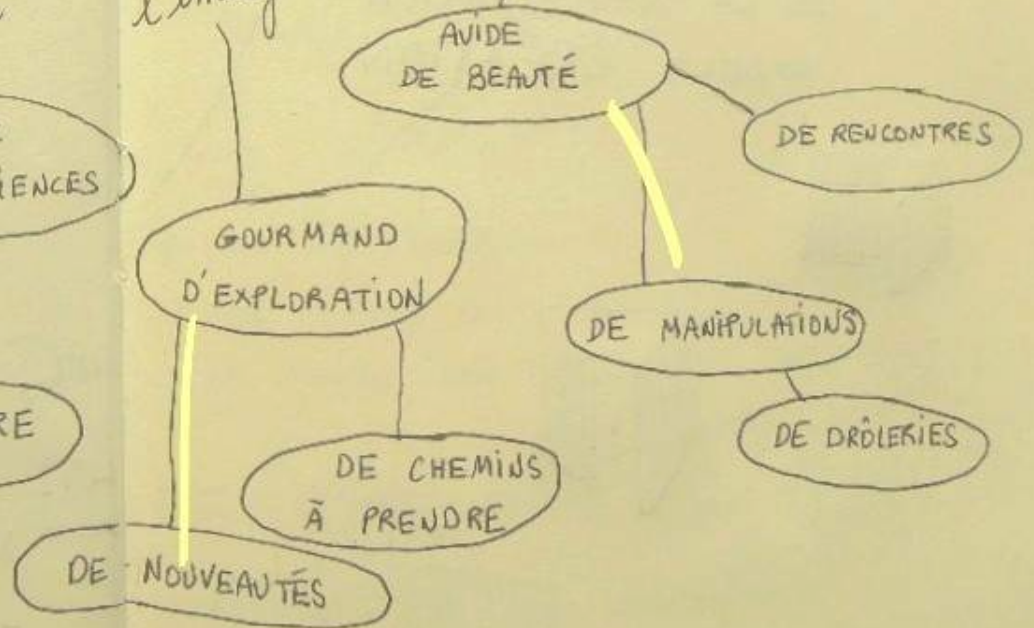 AVIDE
DE BEAUTÉ
DE RENCONTRES
GOURMAND
D'EXPLORATION
DE MANIPULATIONS
DE DRÔLERIES
DE CHEMINS
À PRENDRE
DE NOUVEAUTÉS